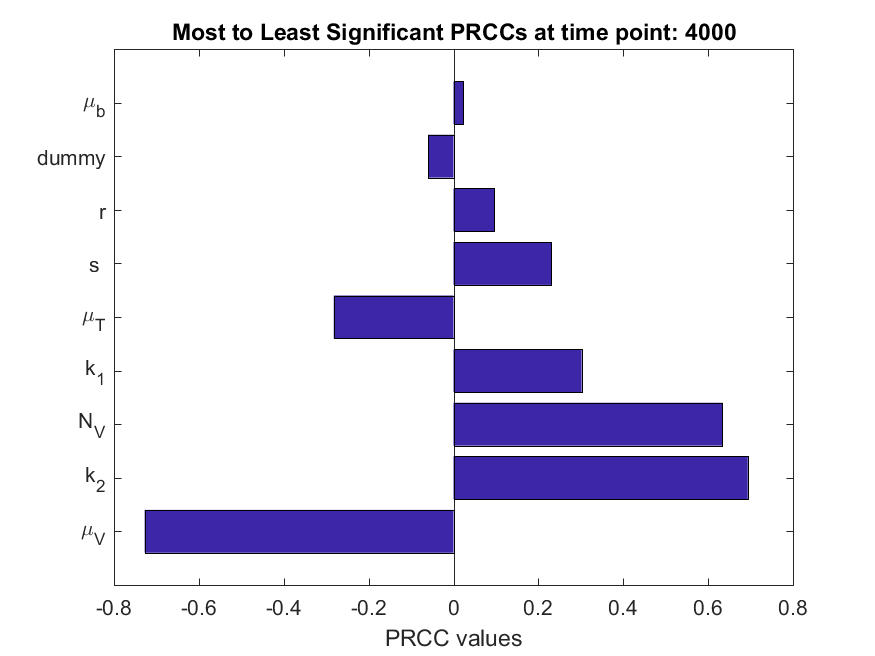 Most to Least Significant PRCCs at time point: 4000
μb
dummy
r
s
μT
k1
NV
k2
μV
-0.8 -0.6 -0.4 -0.2 0 0.2 0.4 0.6 0.8
PRCC values